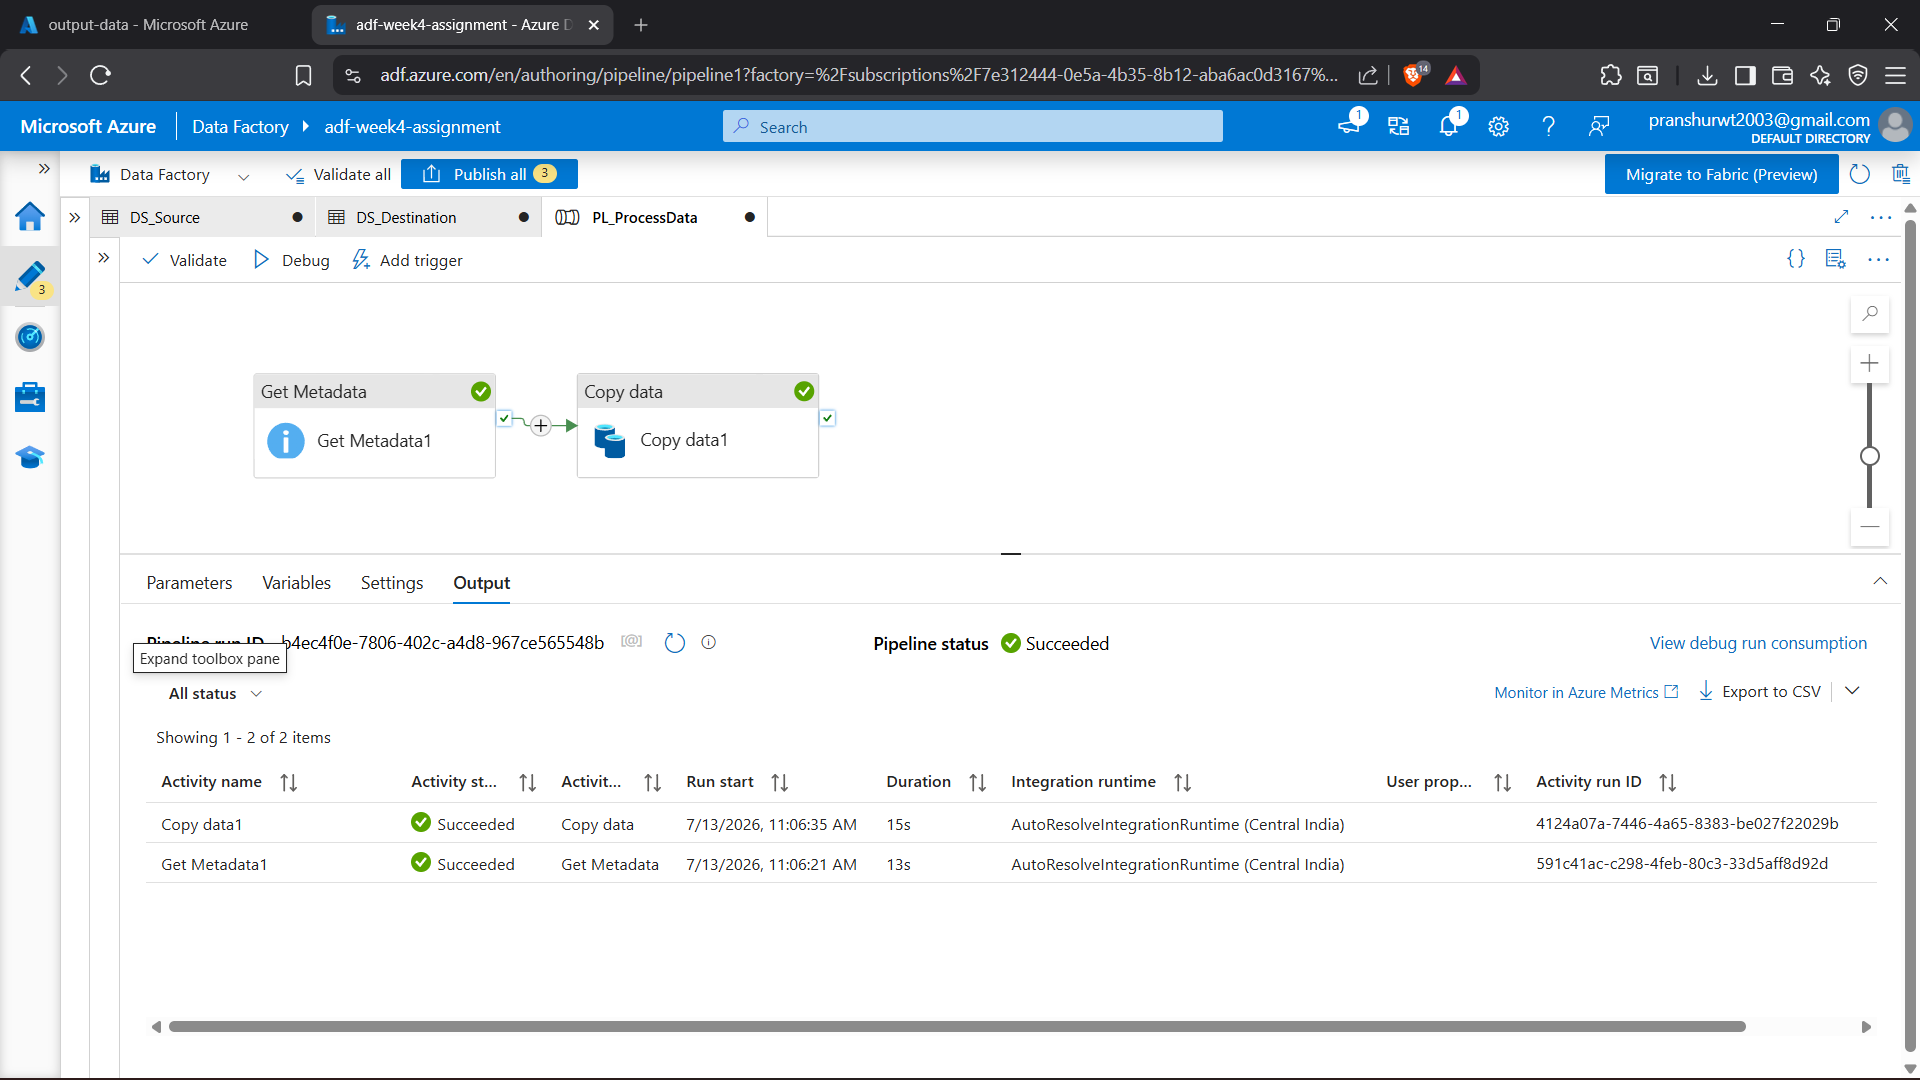 output-data - Microsoft Azure
adf-week4-assignment - Azure D
adf.azure.com/en/authoring/pipeline/pipeline1?factory=%2Fsubscriptions%2F7e312444-0e5a-4b35-8b12-aba6ac0d3167%...
14
Microsoft Azure
Data Factory
adf-week4-assignment
Search
1
1
pranshurwt2003@gmail.com
DEFAULT DIRECTORY
Data Factory
Validate all
Publish all 3
Migrate to Fabric (Preview)
DS_Source
DS_Destination
PL_ProcessData
3
Validate
Debug
Add trigger
Get Metadata
Get Metadata1
Copy data
Copy data1
Parameters
Variables
Settings
Output
Pipeline run ID b4ec4f0e-7806-402c-a4d8-967ce565548b
Pipeline status Succeeded
View debug run consumption
Expand toolbox pane
All status
Monitor in Azure Metrics
Export to CSV
Showing 1 - 2 of 2 items
Activity name Activity st... Activit... Run start Duration Integration runtime User prop... Activity run ID
Copy data1 Succeeded Copy data 7/13/2026, 11:06:35 AM 15s AutoResolveIntegrationRuntime (Central India) 4124a07a-7446-4a65-8383-be027f22029b
Get Metadata1 Succeeded Get Metadata 7/13/2026, 11:06:21 AM 13s AutoResolveIntegrationRuntime (Central India) 591c41ac-c298-4feb-80c3-33d5aff8d92d